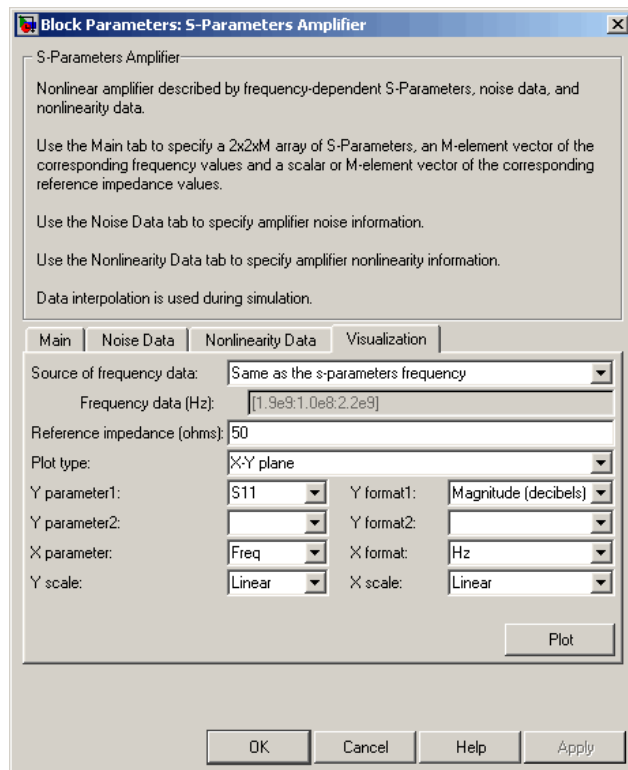 Block Parameters: S-Parameters Amplifier
S-Parameters Amplifier
Nonlinear amplifier described by frequency-dependent S-Parameters, noise data, and
nonlinearity data.
Use the Main tab to specify a 2x2xM array of S-Parameters, an M-element vector of the
corresponding frequency values and a scalar or M-element vector of the corresponding
reference impedance values.
Use the Noise Data tab to specify amplifier noise information.
Use the Nonlinearity Data tab to specify amplifier nonlinearity information.
Data interpolation is used during simulation.
Main Noise Data Nonlinearity Data Visualization
Source of frequency data: Same as the s-parameters frequency
Frequency data (Hz): [1.9e9:1.0e8:2.2e9]
Reference impedance (ohms): 50
Plot type: X-Y plane
Y parameter1: S11 Y format1: Magnitude (decibels)
Y parameter2: Y format2:
X parameter: Freq X format: Hz
Y scale: Linear X scale: Linear
Plot
OK Cancel Help Apply